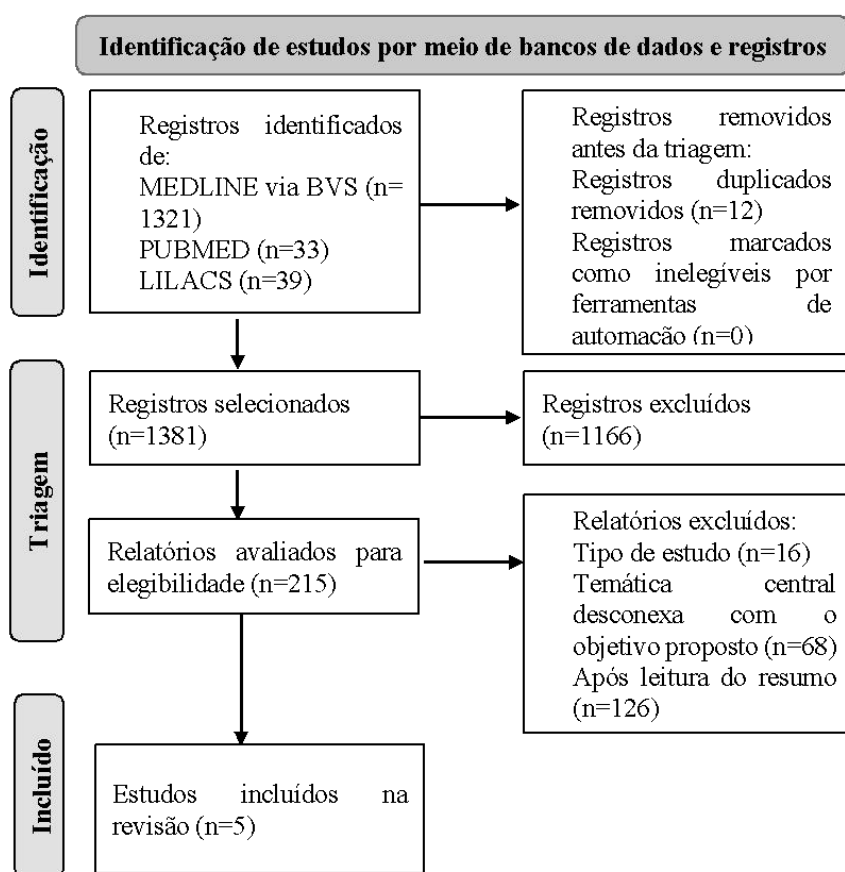 Identificação de estudos por meio de bancos de dados e registros
Identificação
Registros identificados
de:
MEDLINE via BVS (n=
1321)
PUBMED (n=33)
LILACS (n=39)
Registros removidos
antes da triagem:
Registros duplicados
removidos (n=12)
Registros marcados
como inelegíveis por
ferramentas de
automação (n=0)
Triagem
Registros selecionados
(n=1381)
Registros excluídos
(n=1166)
Relatórios avaliados para
elegibilidade (n=215)
Relatórios excluídos:
Tipo de estudo (n=16)
Temática central
desconexa com o
objetivo proposto (n=68)
Após leitura do resumo
(n=126)
Incluído
Estudos incluídos na
revisão (n=5)